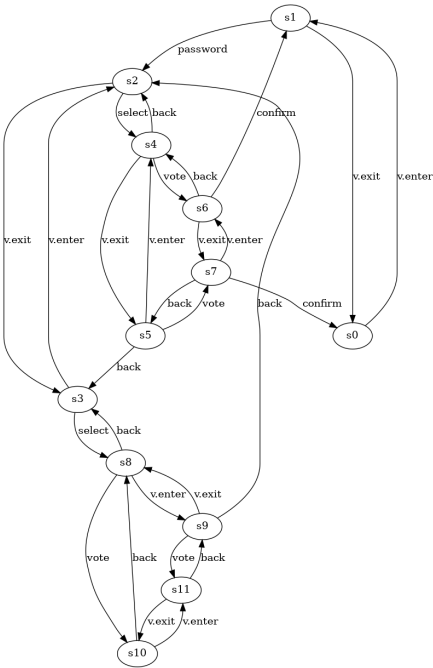 s1
password
s2
select back
confirm
s4
vote back
v.exit v.enter
s6
v.exit v.enter v.exit v.enter v.exit v.enter
s7
back vote back confirm
s5 s0
back
s3
select back
s8
v.enter v.exit
s9
vote back vote back
s11
v.exit v.enter
s10